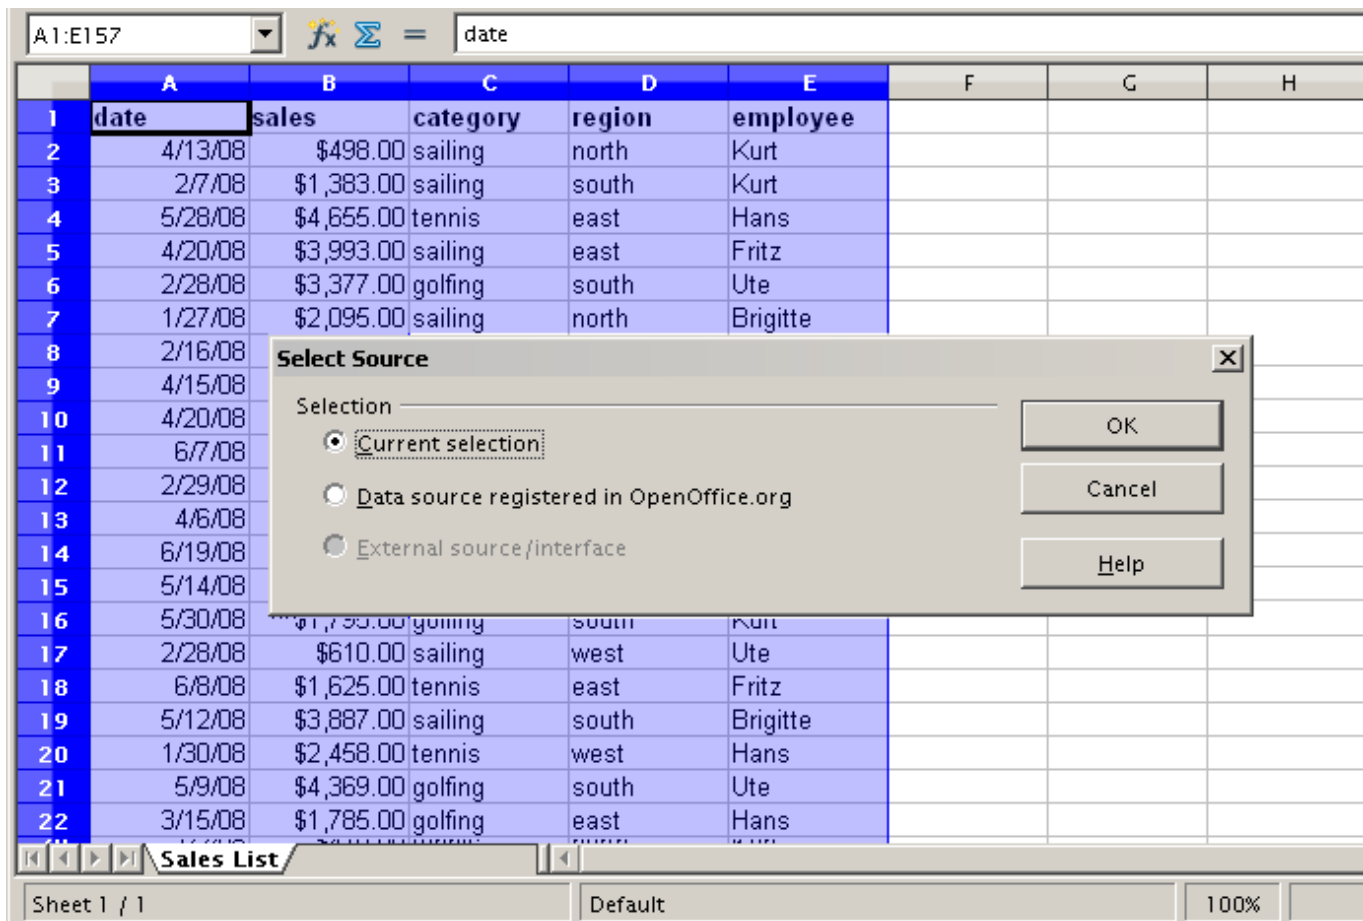 A1:E157 fx Σ = date
A B C D E F G H
1 date sales category region employee
2 4/13/08 $498.00 sailing north Kurt
3 2/7/08 $1,383.00 sailing south Kurt
4 5/28/08 $4,655.00 tennis east Hans
5 4/20/08 $3,993.00 sailing east Fritz
6 2/28/08 $3,377.00 golfing south Ute
7 1/27/08 $2,095.00 sailing north Brigitte
8 2/16/08
9 4/15/08
10 4/20/08
11 6/7/08
12 2/29/08
13 4/6/08
14 6/19/08
15 5/14/08
Select Source
Selection
Current selection
Data source registered in OpenOffice.org
External source/interface
OK
Cancel
Help
16 5/30/08 $1,795.00 golfing south Kurt
17 2/28/08 $610.00 sailing west Ute
18 6/8/08 $1,625.00 tennis east Fritz
19 5/12/08 $3,887.00 sailing south Brigitte
20 1/30/08 $2,458.00 tennis west Hans
21 5/9/08 $4,369.00 golfing south Ute
22 3/15/08 $1,785.00 golfing east Hans
Sales List
Sheet 1 / 1 Default 100%